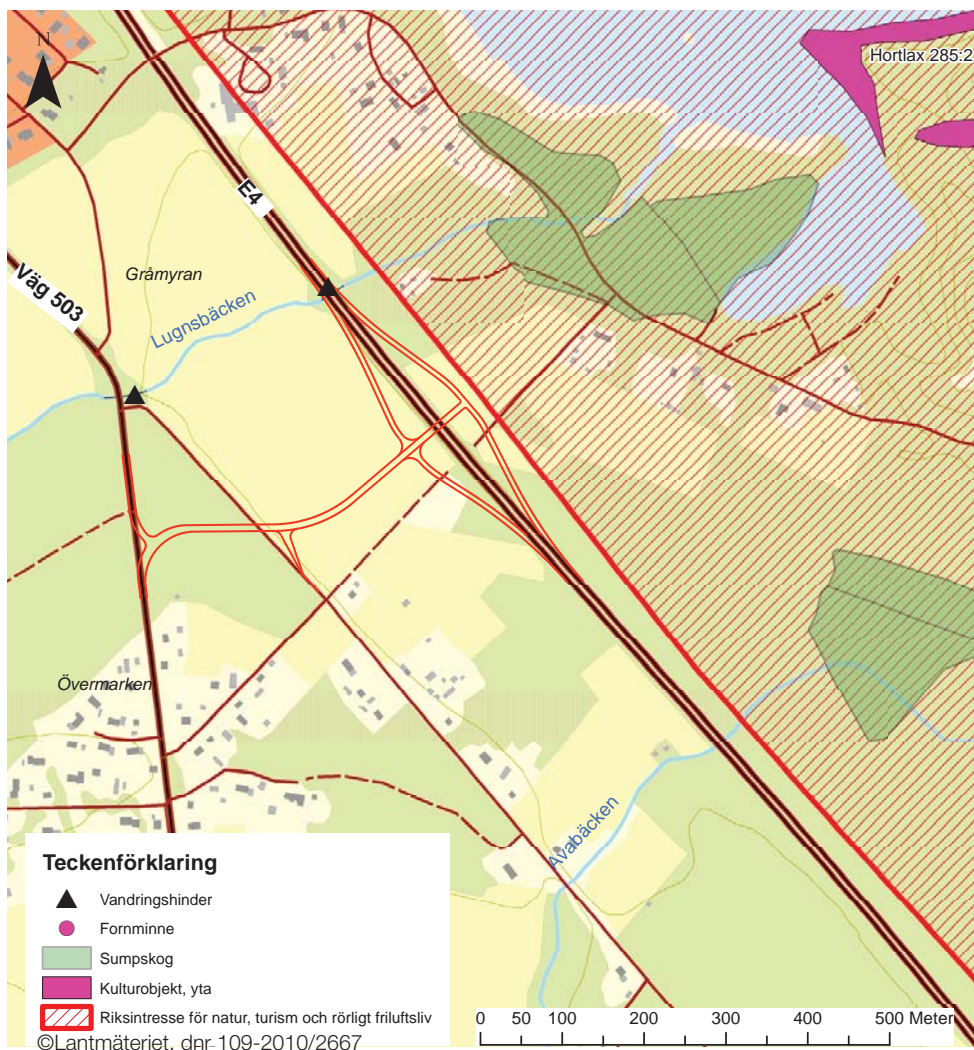 N
Hortlax 285:2
E4
Gråmyran
Väg 503
Lugnsbäcken
Övermarken
Avabäcken
Teckenförklaring
Vandringshinder
Fornminne
Sumpskog
Kulturobjekt, yta
Riksintresse för natur, turism och rörligt friluftsliv
©Lantmäteriet, dnr 109-2010/2667
0 50 100 200 300 400 500 Meter